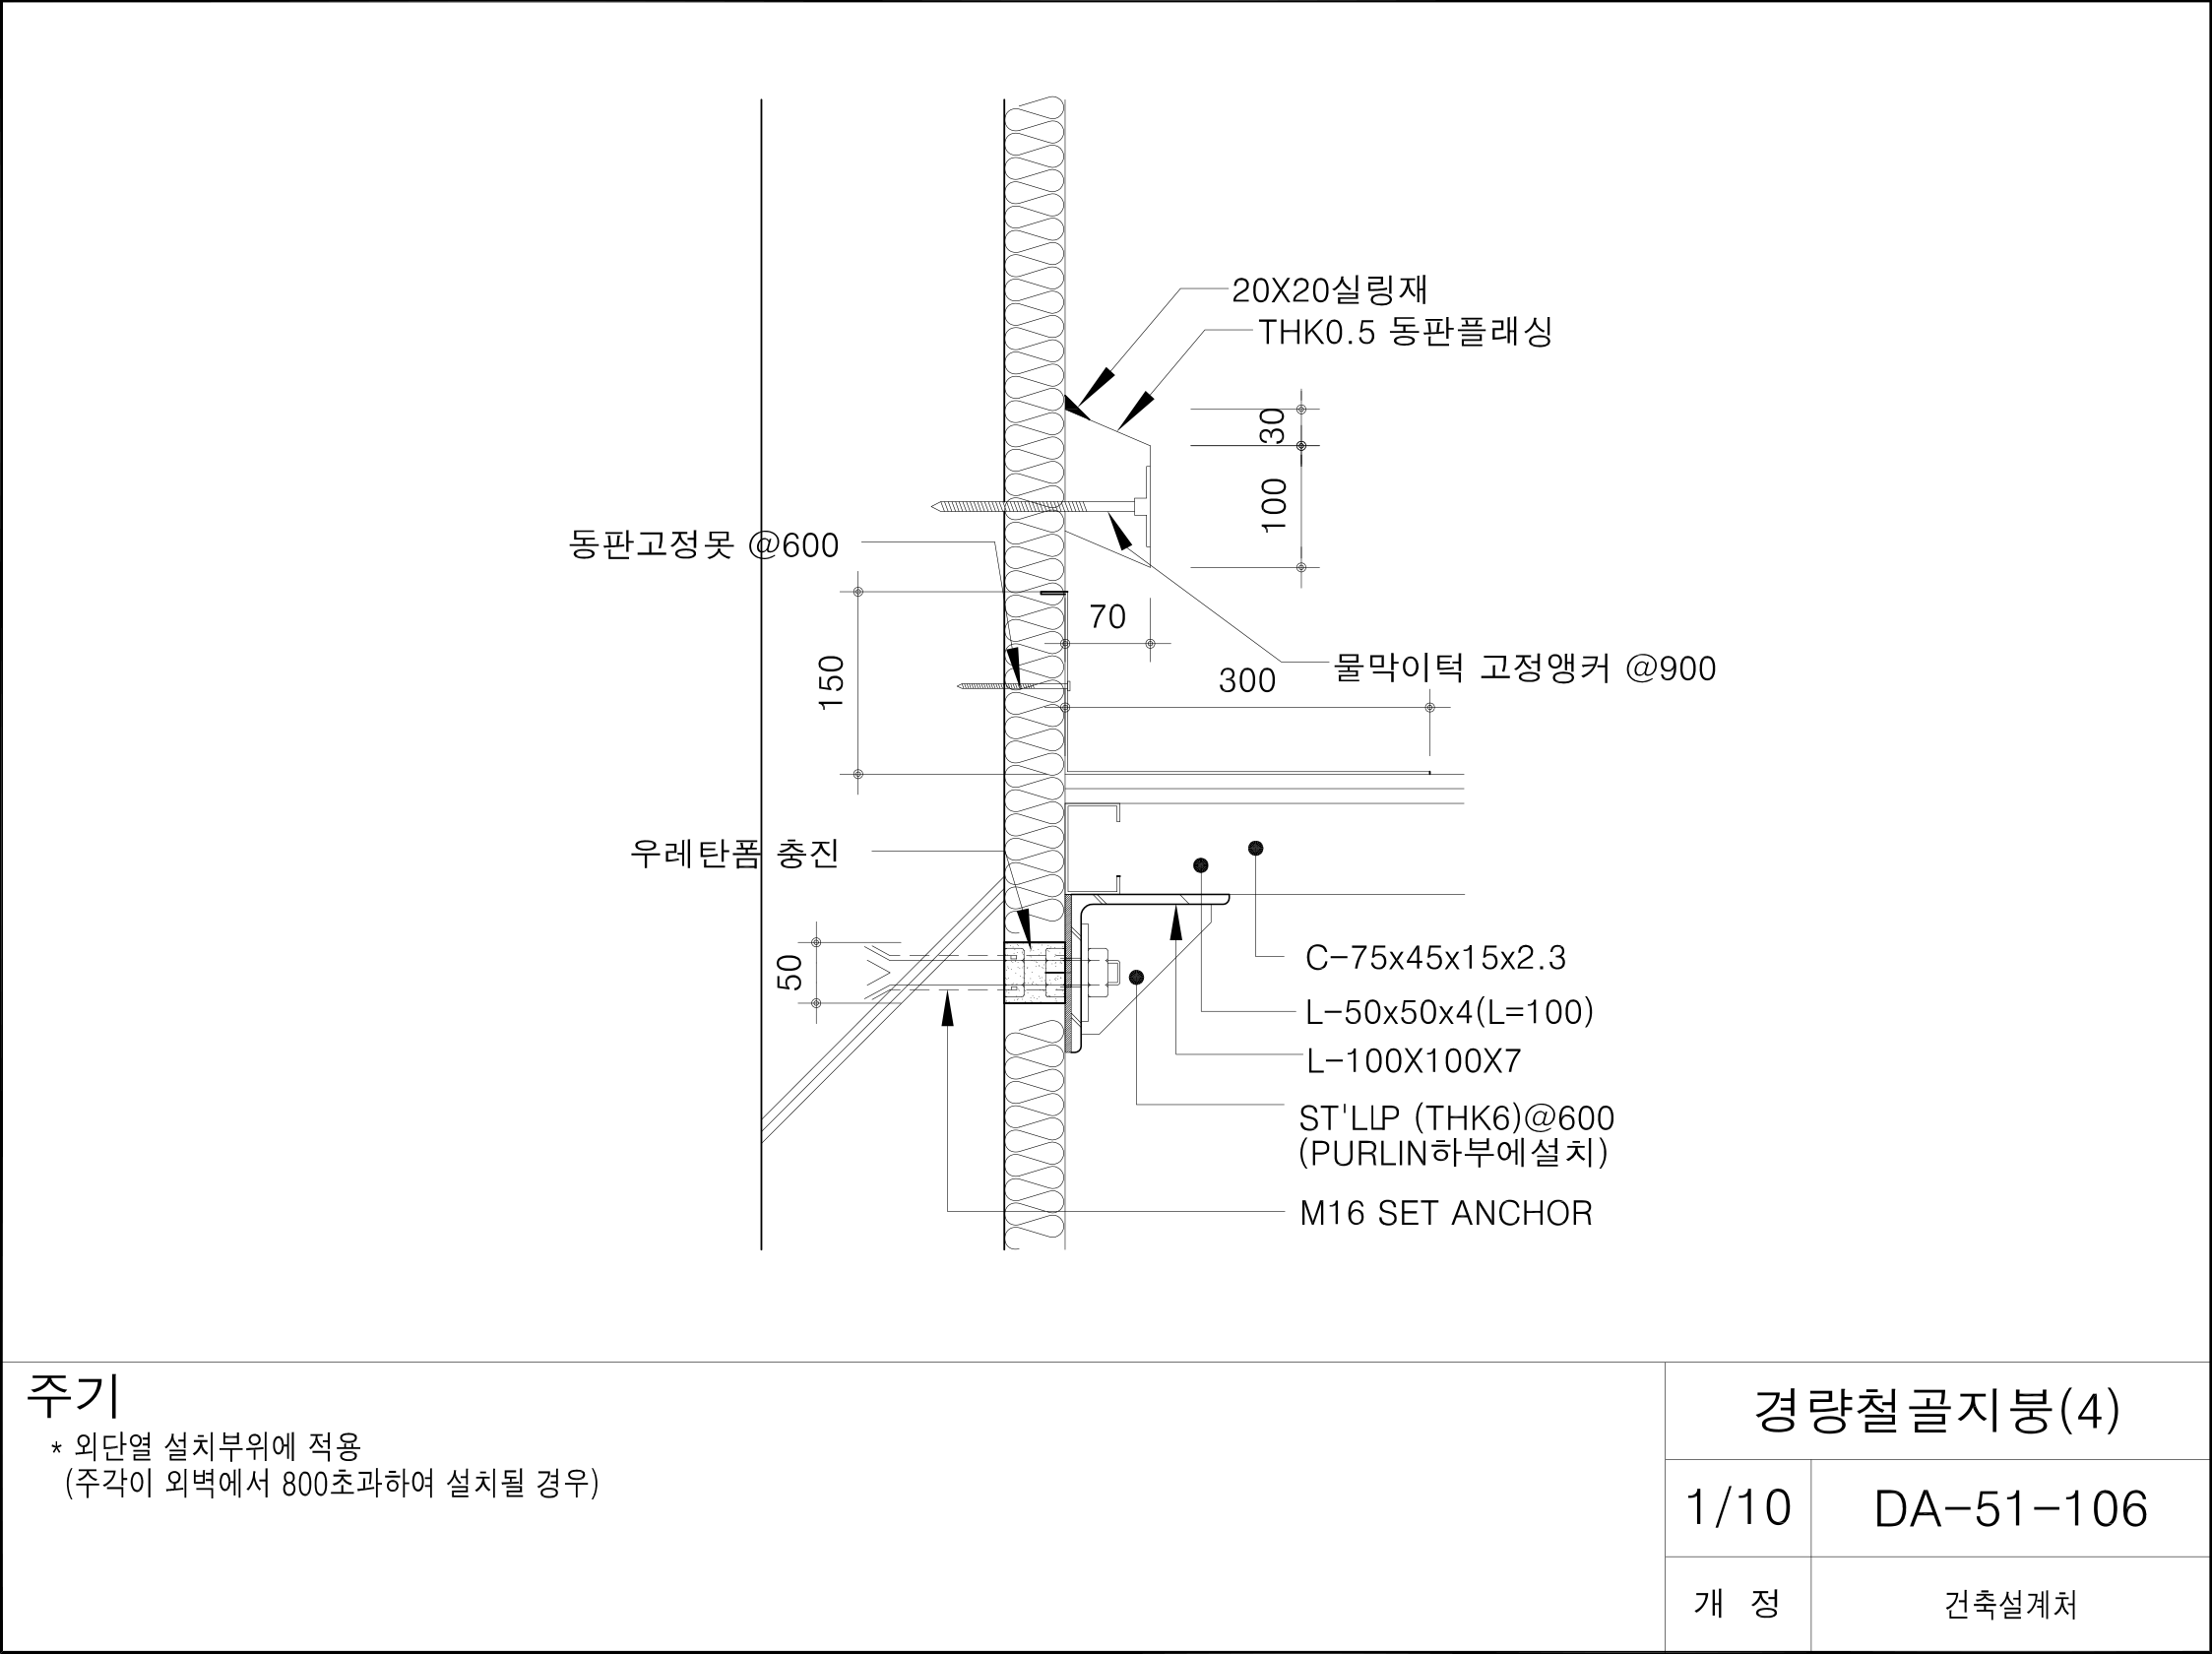 20X20실링재
THK0.5 동판플래싱
30
100
동판고정못 @600
70
150
물막이턱 고정앵커 @900
300
우레탄폼 충진
50
C-75x45x15x2.3
L-50x50x4(L=100)
L-100X100X7
ST'LLP (THK6)@600
(PURLIN하부에설치)
M16 SET ANCHOR
주기
* 외단열 설치부위에 적용
(주각이 외벽에서 800초과하여 설치될 경우)
경량철골지붕(4)
1/10
DA-51-106
개 정
건축설계처